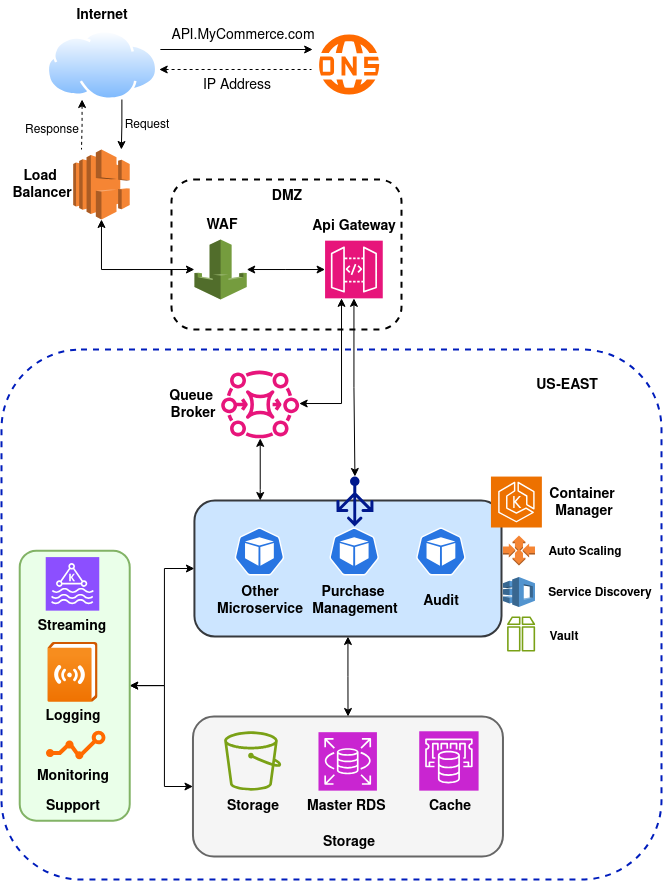 Internet
API.MyCommerce.com
DNS
IP Address
Response
Request
Load
Balancer
DMZ
WAF
Api Gateway
</>
US-EAST
Queue
Broker
K
Container
Manager
Auto Scaling
Service Discovery
Vault
Other
Microservice
Purchase
Management
Audit
K
Streaming
Logging
Monitoring
Support
Storage
Master RDS
Cache
Storage